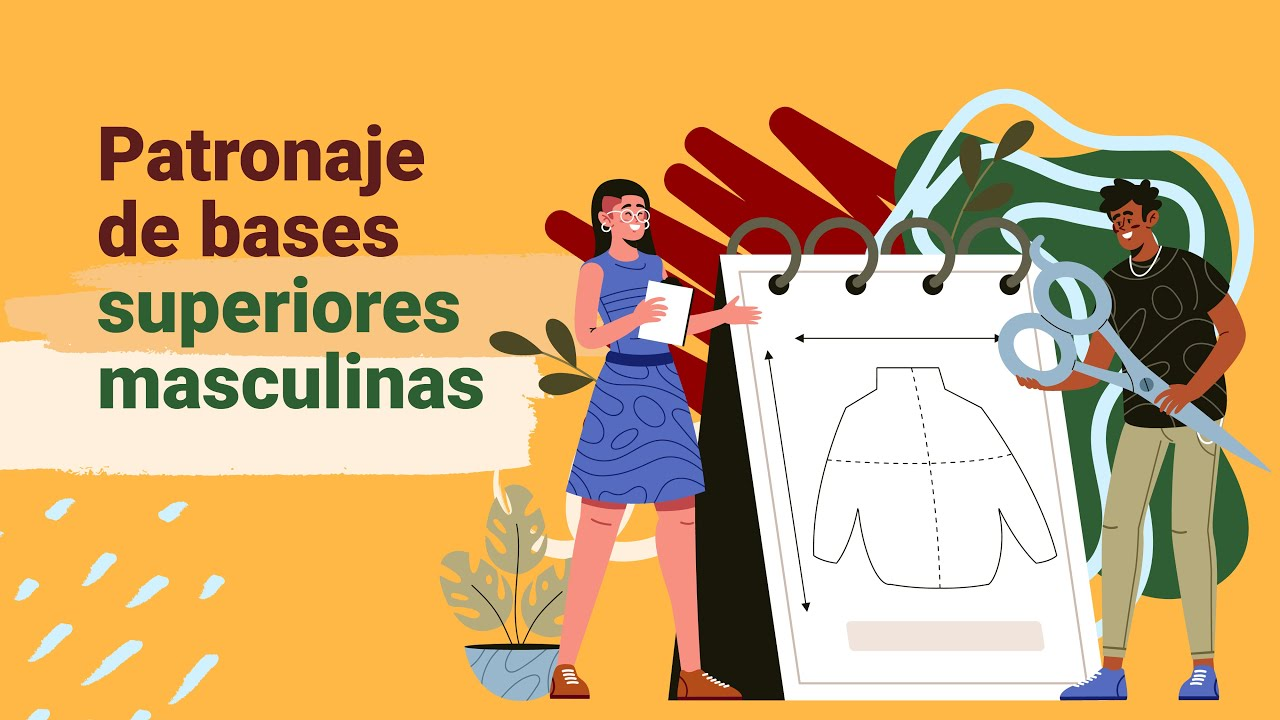 Patronaje
de bases
superiores
masculinas